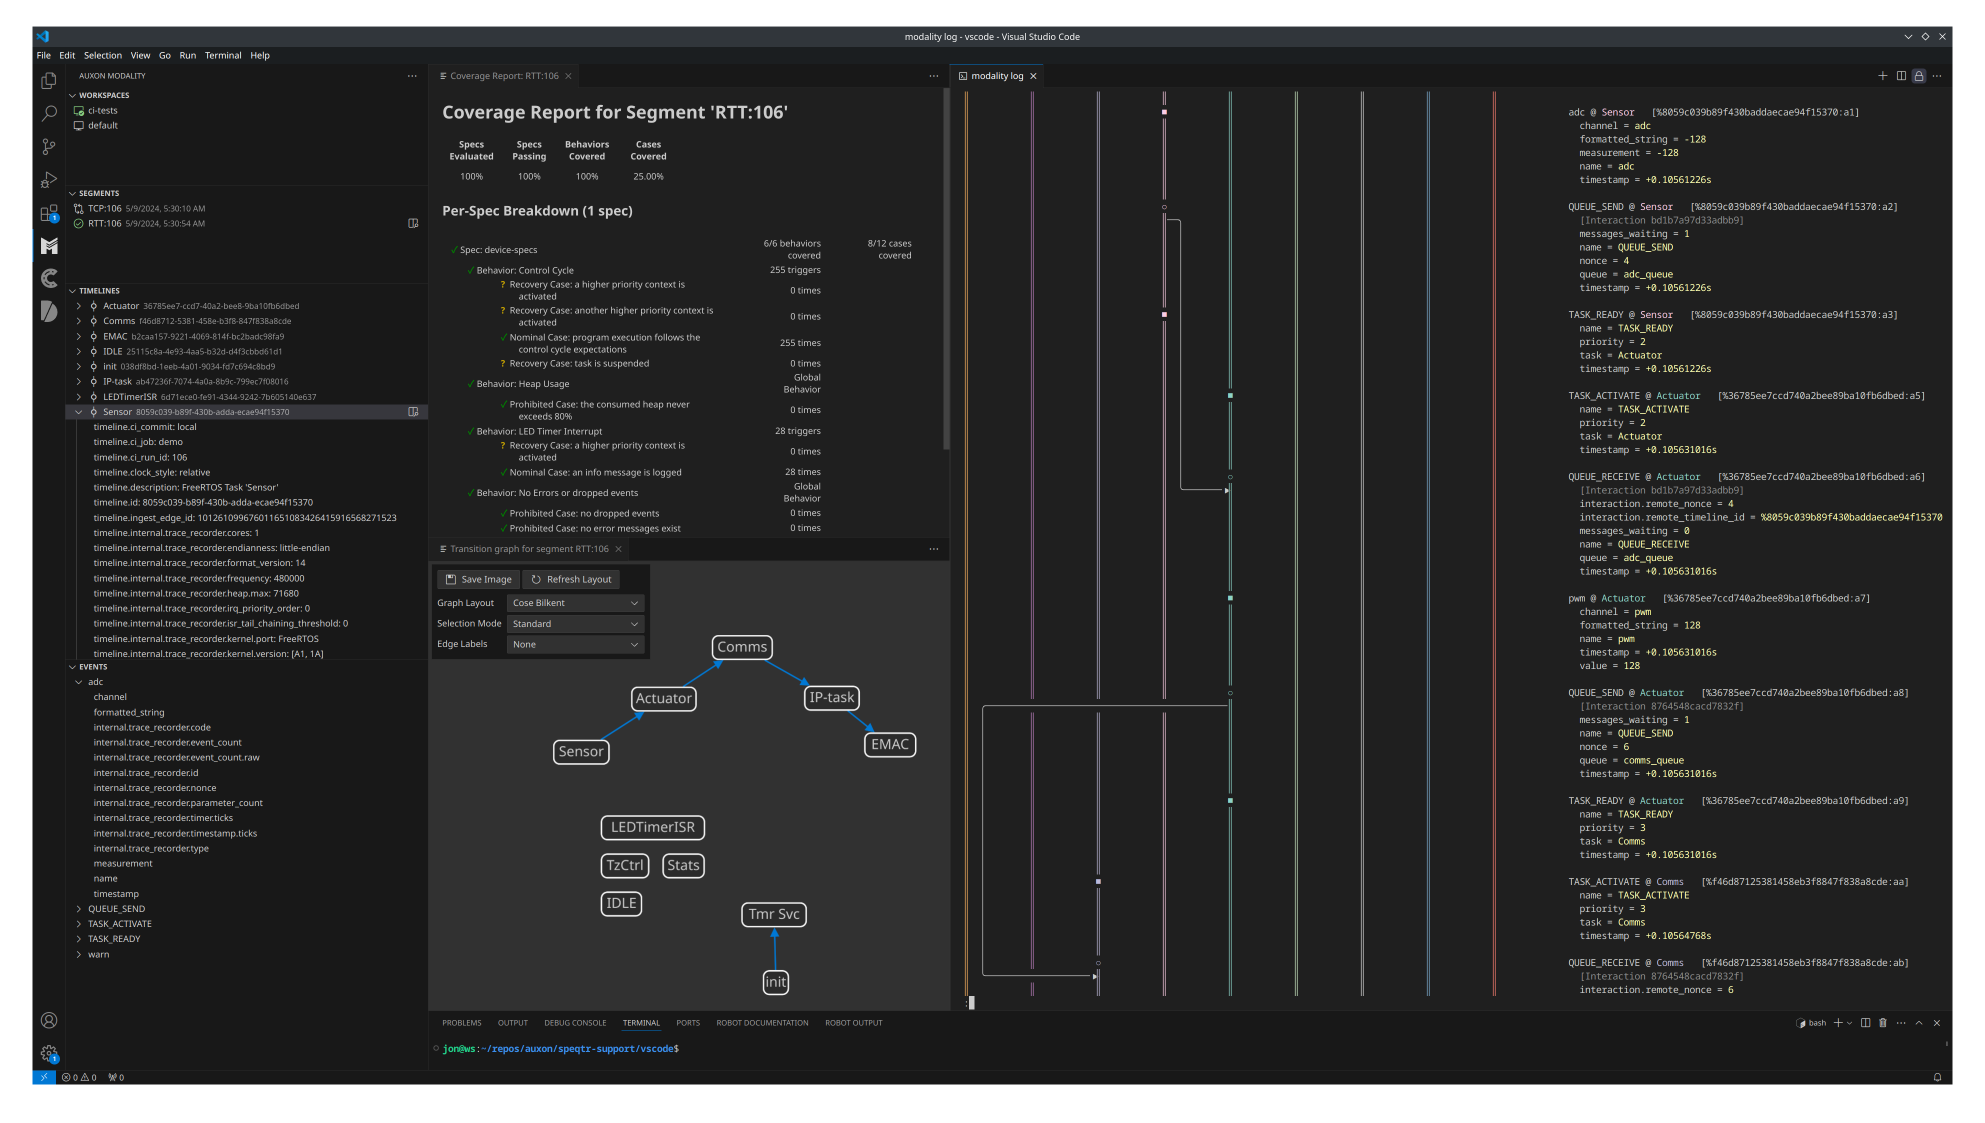 modality log - vscode - Visual Studio Code
File Edit Selection View Go Run Terminal Help
AUXON MODALITY
WORKSPACES
ci-tests
default
SEGMENTS
TCP:106 5/9/2024, 5:30:10 AM
RTT:106 5/9/2024, 5:30:54 AM
TIMELINES
Actuator 36785ee7-ccd7-40a2-bee8-9ba10fb6dbed
Comms f46d8712-5381-458e-b3f8-847f838a8cde
EMAC b2caa157-9221-4069-814f-bc2badc98fa9
IDLE 25115c8a-4e93-4aa5-b32d-d4f3cbbd61d1
init 038df8bd-1eeb-4a01-9034-fd7c694c8bd9
IP-task ab47236f-7074-4a0a-8b9c-799ec7f08016
LEDTimerISR 6d71ece0-fe91-4344-9242-7b605140e637
Sensor 8059c039-b89f-430b-adda-ecae94f15370
timeline.ci_commit: local
timeline.ci_job: demo
timeline.ci_run_id: 106
timeline.clock_style: relative
timeline.description: FreeRTOS Task 'Sensor'
timeline.id: 8059c039-b89f-430b-adda-ecae94f15370
timeline.ingest_edge_id: 101261099676011651083426415916568271523
timeline.internal.trace_recorder.cores: 1
timeline.internal.trace_recorder.endianness: little-endian
timeline.internal.trace_recorder.format_version: 14
timeline.internal.trace_recorder.frequency: 480000
timeline.internal.trace_recorder.heap.max: 71680
timeline.internal.trace_recorder.irq_priority_order: 0
timeline.internal.trace_recorder.isr_tail_chaining_threshold: 0
timeline.internal.trace_recorder.kernel.port: FreeRTOS
timeline.internal.trace_recorder.kernel.version: [A1, 1A]
EVENTS
adc
channel
formatted_string
internal.trace_recorder.code
internal.trace_recorder.event_count
internal.trace_recorder.event_count.raw
internal.trace_recorder.id
internal.trace_recorder.nonce
internal.trace_recorder.parameter_count
internal.trace_recorder.timer.ticks
internal.trace_recorder.timestamp.ticks
internal.trace_recorder.type
measurement
name
timestamp
QUEUE_SEND
TASK_ACTIVATE
TASK_READY
warn
Coverage Report: RTT:106
Coverage Report for Segment 'RTT:106'
Specs Evaluated Specs Passing Behaviors Covered Cases Covered
100% 100% 100% 25.00%
Per-Spec Breakdown (1 spec)
✓ Spec: device-specs 6/6 behaviors covered 8/12 cases covered
✓ Behavior: Control Cycle 255 triggers
? Recovery Case: a higher priority context is activated 0 times
? Recovery Case: another higher priority context is activated 0 times
✓ Nominal Case: program execution follows the control cycle expectations 255 times
? Recovery Case: task is suspended 0 times
✓ Behavior: Heap Usage Global Behavior
✓ Prohibited Case: the consumed heap never exceeds 80% 0 times
✓ Behavior: LED Timer Interrupt 28 triggers
? Recovery Case: a higher priority context is activated 0 times
✓ Nominal Case: an info message is logged 28 times
✓ Behavior: No Errors or dropped events Global Behavior
✓ Prohibited Case: no dropped events 0 times
✓ Prohibited Case: no error messages exist 0 times
Transition graph for segment RTT:106
Save Image Refresh Layout
Graph Layout Cose Bilkent
Selection Mode Standard
Edge Labels None
Comms
Actuator
IP-task
Sensor
EMAC
LEDTimerISR
TzCtrl Stats
IDLE
Tmr Svc
init
modality log
adc @ Sensor [%8059c039b89f430baddaecae94f15370:a1]
channel = adc
formatted_string = -128
measurement = -128
name = adc
timestamp = +0.10561226s
QUEUE_SEND @ Sensor [%8059c039b89f430baddaecae94f15370:a2]
[Interaction bd1b7a97d33adbb9]
messages_waiting = 1
name = QUEUE_SEND
nonce = 4
queue = adc_queue
timestamp = +0.10561226s
TASK_READY @ Sensor [%8059c039b89f430baddaecae94f15370:a3]
name = TASK_READY
priority = 2
task = Actuator
timestamp = +0.10561226s
TASK_ACTIVATE @ Actuator [%36785ee7ccd740a2bee89ba10fb6dbed:a5]
name = TASK_ACTIVATE
priority = 2
task = Actuator
timestamp = +0.105631016s
QUEUE_RECEIVE @ Actuator [%36785ee7ccd740a2bee89ba10fb6dbed:a6]
[Interaction bd1b7a97d33adbb9]
interaction.remote_nonce = 4
interaction.remote_timeline_id = %8059c039b89f430baddaecae94f15370
messages_waiting = 0
name = QUEUE_RECEIVE
queue = adc_queue
timestamp = +0.105631016s
pwm @ Actuator [%36785ee7ccd740a2bee89ba10fb6dbed:a7]
channel = pwm
formatted_string = 128
name = pwm
timestamp = +0.105631016s
value = 128
QUEUE_SEND @ Actuator [%36785ee7ccd740a2bee89ba10fb6dbed:a8]
[Interaction 8764548cacd7832f]
messages_waiting = 1
name = QUEUE_SEND
nonce = 6
queue = comms_queue
timestamp = +0.105631016s
TASK_READY @ Actuator [%36785ee7ccd740a2bee89ba10fb6dbed:a9]
name = TASK_READY
priority = 3
task = Comms
timestamp = +0.105631016s
TASK_ACTIVATE @ Comms [%f46d87125381458eb3f8847f838a8cde:aa]
name = TASK_ACTIVATE
priority = 3
task = Comms
timestamp = +0.10564768s
QUEUE_RECEIVE @ Comms [%f46d87125381458eb3f8847f838a8cde:ab]
[Interaction 8764548cacd7832f]
interaction.remote_nonce = 6
:
PROBLEMS OUTPUT DEBUG CONSOLE TERMINAL PORTS ROBOT DOCUMENTATION ROBOT OUTPUT
bash
jon@ws:~/repos/auxon/speqtr-support/vscode$
0 0 0